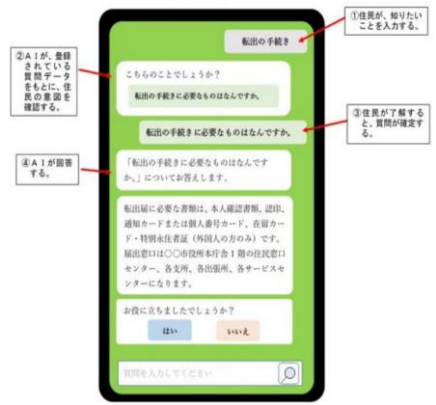 ①住民が、知りたい
ことを入力する。
転出の手続き
②ＡＩが、登録
されている
質問データ
をもとに、住
民の意図を
確認する。
こちらのことでしょうか？
転出の手続きに必要なものはなんですか。
転出の手続きに必要なものはなんですか。
③住民が了解する
と、質問が確定す
る。
④ＡＩが回答
する。
「転出の手続きに必要なものはなんです
か。」についてお答えします。
転出届に必要な書類は、本人確認書類、認印、
通知カードまたは個人番号カード、在留カー
ド・特別永住者証（外国人の方のみ）です。
届出窓口は〇〇市役所本庁舎１階の住民窓口
センター、各支所、各出張所、各サービスセ
ンターになります。
お役に立ちましたでしょうか？
はい
いいえ
質問を入力してください